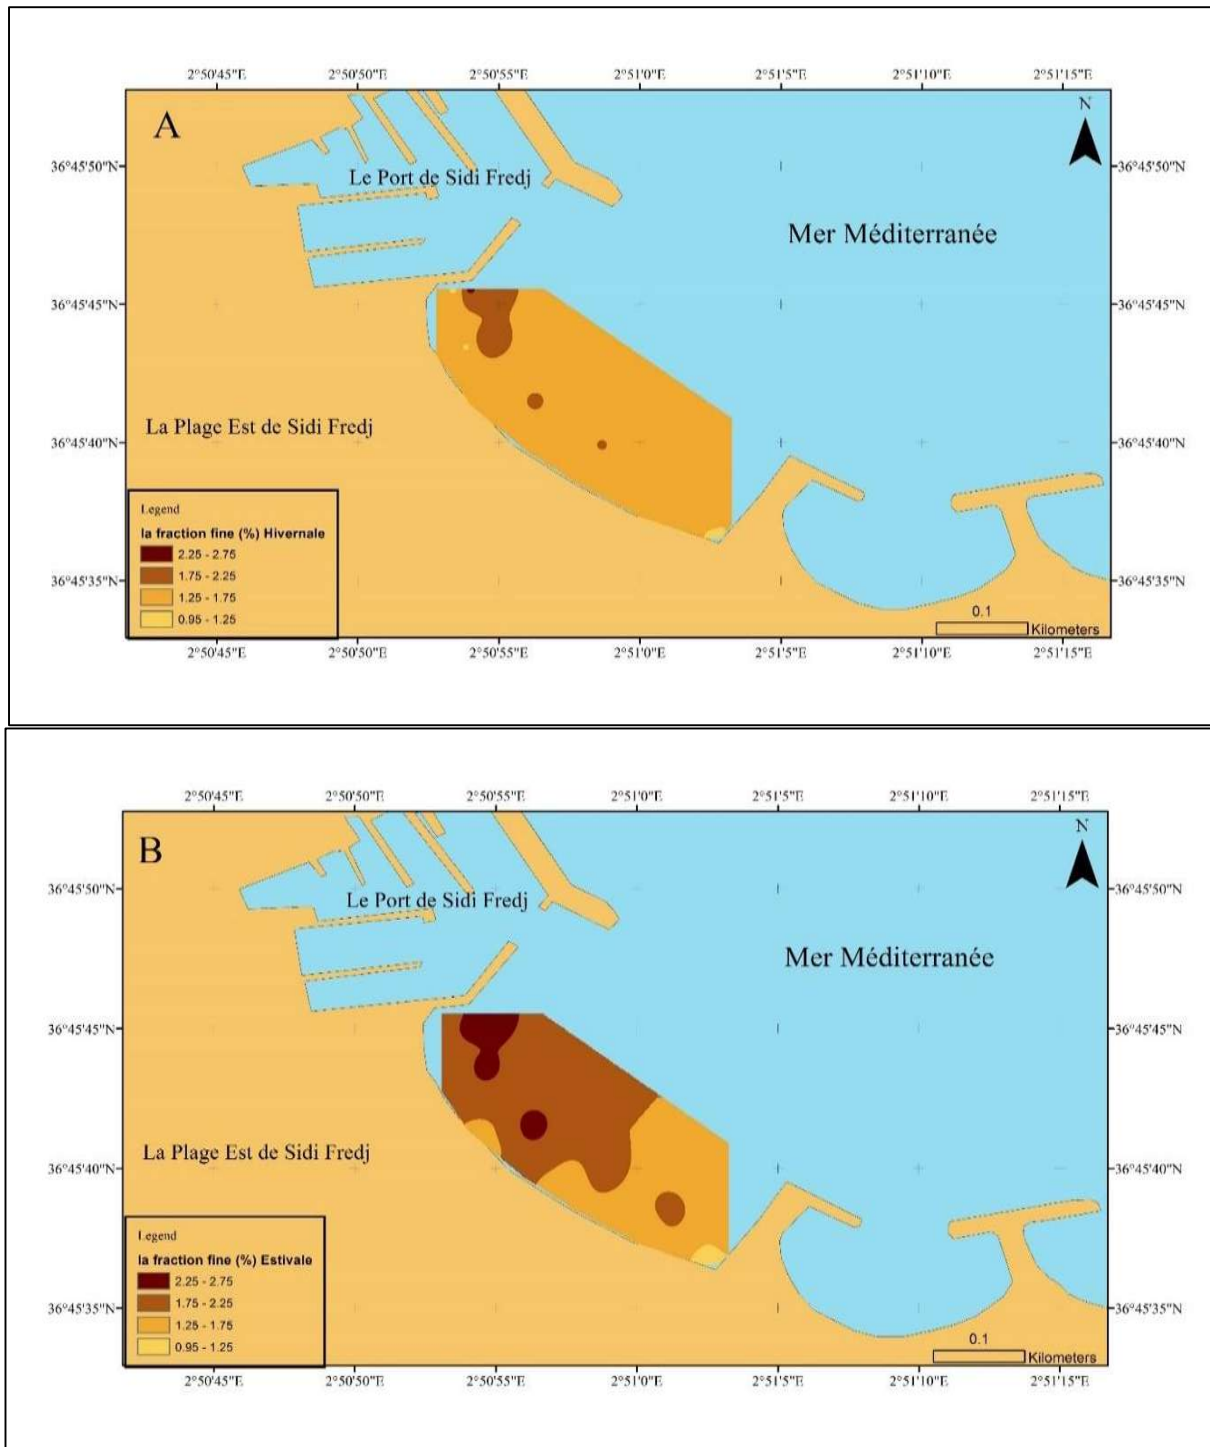 2°50'45"E 2°50'50"E 2°50'55"E 2°51'0"E 2°51'5"E 2°51'10"E 2°51'15"E
A
N
36°45'50"N 36°45'50"N
Le Port de Sidi Fredj
Mer Méditerranée
36°45'45"N 36°45'45"N
La Plage Est de Sidi Fredj
36°45'40"N 36°45'40"N
Legend
la fraction fine (%) Hivernale
2.25 - 2.75
1.75 - 2.25
1.25 - 1.75
0.95 - 1.25
36°45'35"N 36°45'35"N
0.1
Kilometers
2°50'45"E 2°50'50"E 2°50'55"E 2°51'0"E 2°51'5"E 2°51'10"E 2°51'15"E
2°50'45"E 2°50'50"E 2°50'55"E 2°51'0"E 2°51'5"E 2°51'10"E 2°51'15"E
B
N
36°45'50"N 36°45'50"N
Le Port de Sidi Fredj
Mer Méditerranée
36°45'45"N 36°45'45"N
La Plage Est de Sidi Fredj
36°45'40"N 36°45'40"N
Legend
la fraction fine (%) Estivale
2.25 - 2.75
1.75 - 2.25
1.25 - 1.75
0.95 - 1.25
36°45'35"N 36°45'35"N
0.1
Kilometers
2°50'45"E 2°50'50"E 2°50'55"E 2°51'0"E 2°51'5"E 2°51'10"E 2°51'15"E